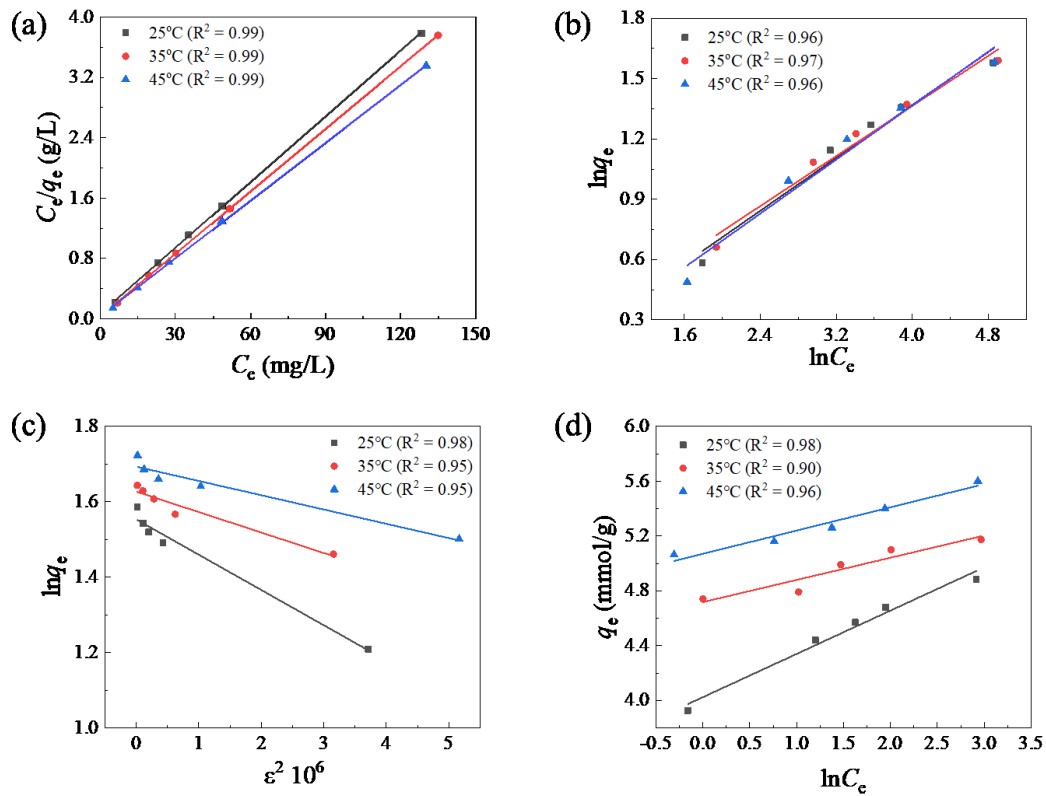 (a)
4.0
3.2
2.4
1.6
0.8
0.0
Cₑ/qₑ (g/L)
25°C (R² = 0.99)
35°C (R² = 0.99)
45°C (R² = 0.99)
0 30 60 90 120 150
Cₑ (mg/L)
(b)
1.8
1.5
1.2
0.9
0.6
0.3
lnqₑ
25°C (R² = 0.96)
35°C (R² = 0.97)
45°C (R² = 0.96)
1.6 2.4 3.2 4.0 4.8
lnCₑ
(c)
1.8
1.6
1.4
1.2
1.0
lnqₑ
25°C (R² = 0.98)
35°C (R² = 0.95)
45°C (R² = 0.95)
0 1 2 3 4 5
ε² 10⁶
(d)
6.0
5.6
5.2
4.8
4.4
4.0
qₑ (mmol/g)
25°C (R² = 0.98)
35°C (R² = 0.90)
45°C (R² = 0.96)
-0.5 0.0 0.5 1.0 1.5 2.0 2.5 3.0 3.5
lnCₑ